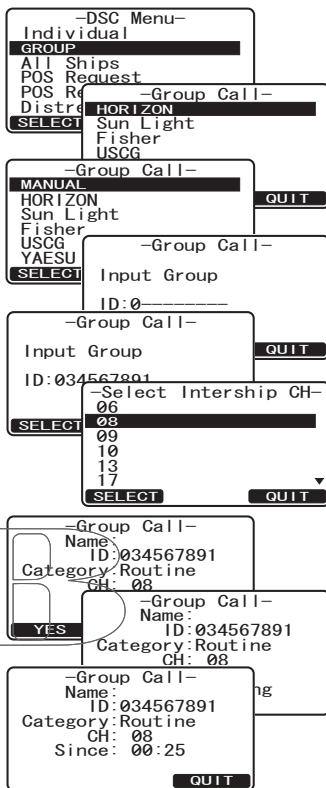 -DSC Menu-
Individual
GROUP
All Ships
POS Request
POS Re
Distre
SELECT
-Group Call-
HORIZON
Sun Light
Fisher
USCG
QUIT
-Group Call-
MANUAL
HORIZON
Sun Light
Fisher
USCG
YAESU
SELECT
-Group Call-
Input Group
ID:0--------
QUIT
-Group Call-
Input Group
ID:034567891
SELECT
-Select Intership CH-
06
08
09
10
13
17
SELECT QUIT
-Group Call-
Name:
ID:034567891
Category:Routine
CH: 08
YES
-Group Call-
Name:
ID:034567891
Category:Routine
CH: 08
ng
-Group Call-
Name:
ID:034567891
Category:Routine
CH: 08
Since: 00:25
QUIT